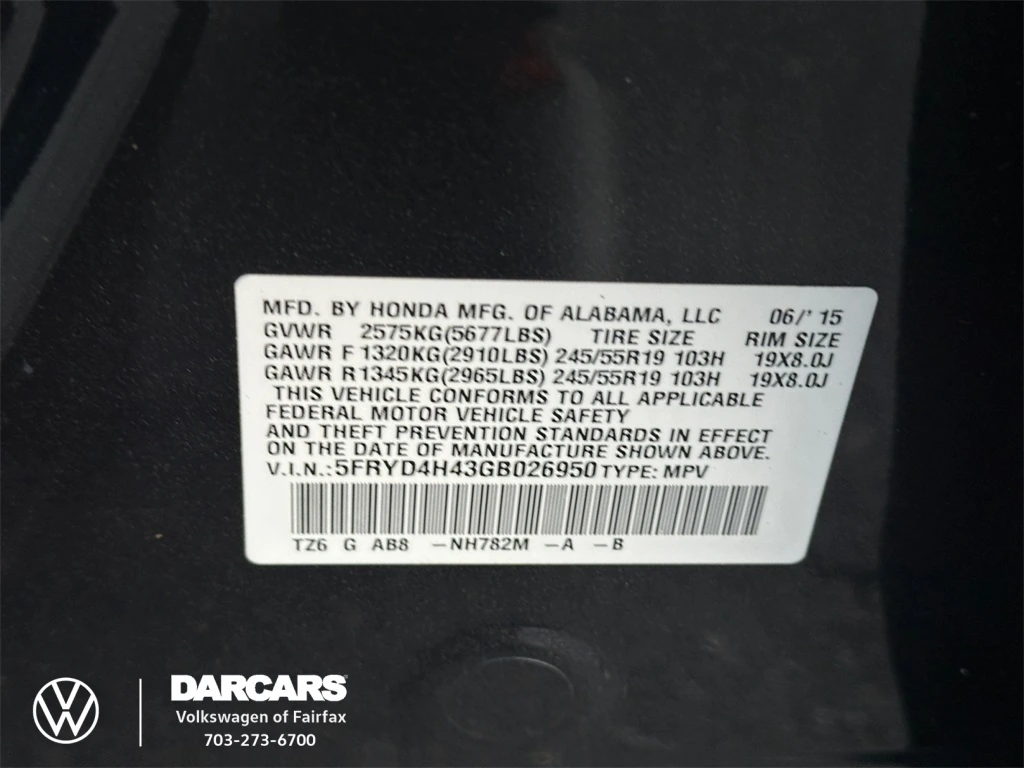 MFD. BY HONDA MFG. OF ALABAMA, LLC 06/' 15
GVWR 2575KG(5677LBS) TIRE SIZE RIM SIZE
GAWR F 1320KG(2910LBS) 245/55R19 103H 19X8.0J
GAWR R 1345KG(2965LBS) 245/55R19 103H 19X8.0J
THIS VEHICLE CONFORMS TO ALL APPLICABLE
FEDERAL MOTOR VEHICLE SAFETY
AND THEFT PREVENTION STANDARDS IN EFFECT
ON THE DATE OF MANUFACTURE SHOWN ABOVE.
V.I.N.:5FRYD4H43GB026950 TYPE: MPV
TZ6 G AB8 -NH782M -A -B
DARCARS
Volkswagen of Fairfax
703-273-6700